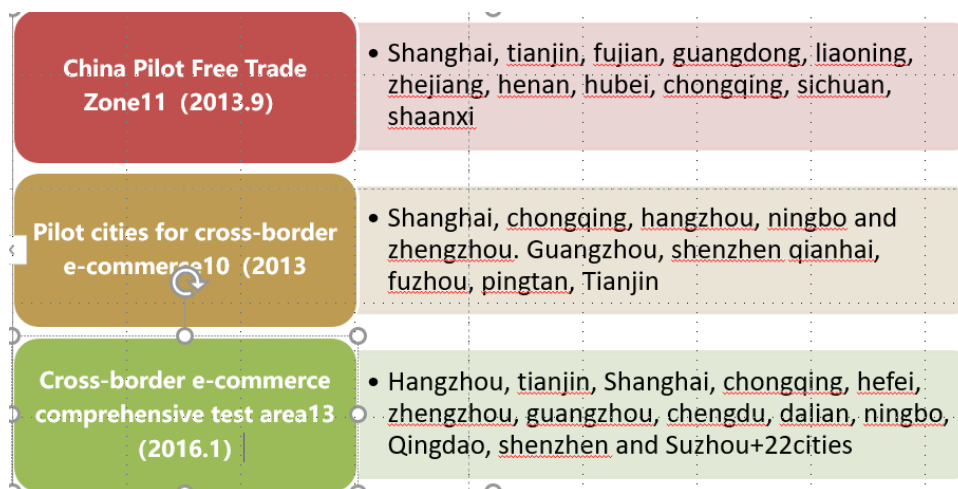 China Pilot Free Trade
Zone11 (2013.9)
• Shanghai, tianjin, fujian, guangdong, liaoning,
zhejiang, henan, hubei, chongqing, sichuan,
shaanxi
Pilot cities for cross-border
e-commerce10 (2013
• Shanghai, chongqing, hangzhou, ningbo and
zhengzhou. Guangzhou, shenzhen qianhai,
fuzhou, pingtan, Tianjin
Cross-border e-commerce
comprehensive test area13
(2016.1)
• Hangzhou, tianjin, Shanghai, chongqing, hefei,
zhengzhou, guangzhou, chengdu, dalian, ningbo,
Qingdao, shenzhen and Suzhou+22cities